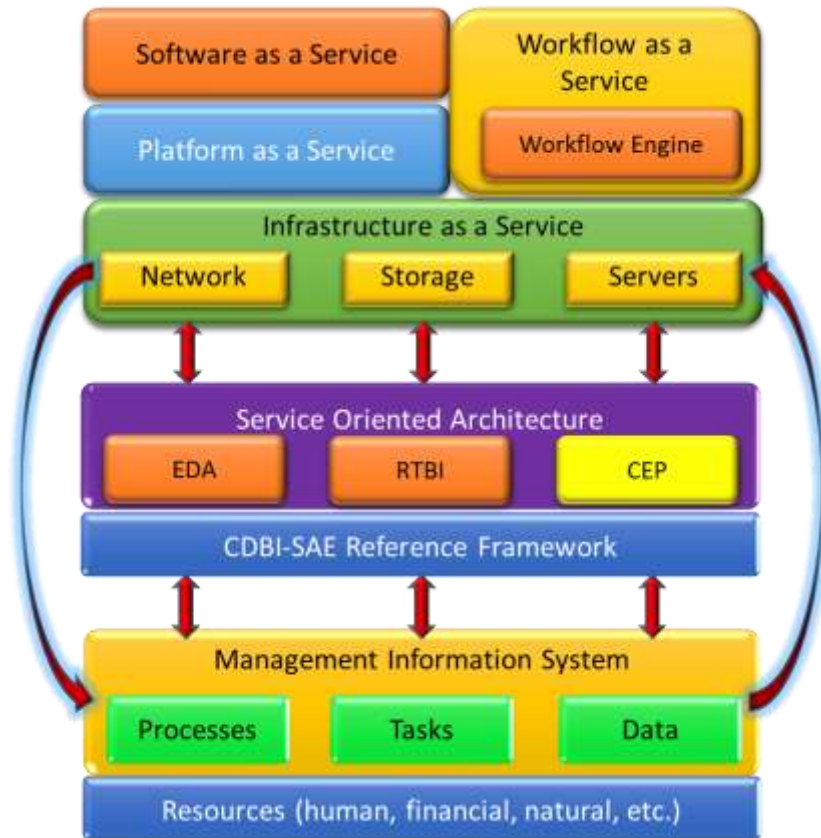 Software as a Service
Workflow as a
Service
Platform as a Service
Workflow Engine
Infrastructure as a Service
Network
Storage
Servers
Service Oriented Architecture
EDA
RTBI
CEP
CDBI-SAE Reference Framework
Management Information System
Processes
Tasks
Data
Resources (human, financial, natural, etc.)